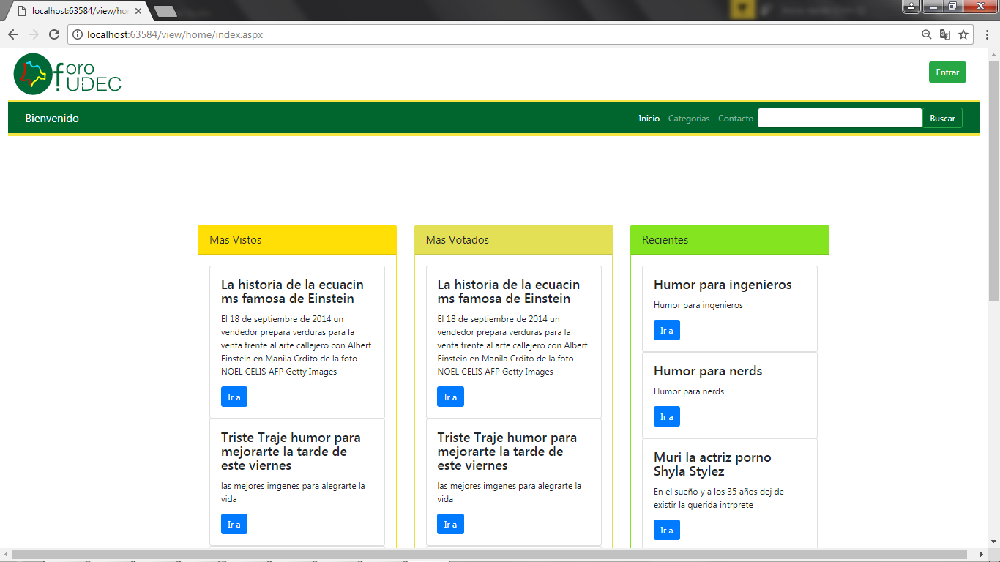 localhost:63584/view/ho
localhost:63584/view/home/index.aspx
foro
UDEC
Entrar
Bienvenido
Inicio
Categorias
Contacto
Buscar
Mas Vistos
La historia de la ecuacin
ms famosa de Einstein
El 18 de septiembre de 2014 un
vendedor prepara verduras para la
venta frente al arte callejero con Albert
Einstein en Manila Crdito de la foto
NOEL CELIS AFP Getty Images
Ir a
Triste Traje humor para
mejorarte la tarde de
este viernes
las mejores imgenes para alegrarte la
vida
Ir a
Mas Votados
La historia de la ecuacin
ms famosa de Einstein
El 18 de septiembre de 2014 un
vendedor prepara verduras para la
venta frente al arte callejero con Albert
Einstein en Manila Crdito de la foto
NOEL CELIS AFP Getty Images
Ir a
Triste Traje humor para
mejorarte la tarde de
este viernes
las mejores imgenes para alegrarte la
vida
Ir a
Recientes
Humor para ingenieros
Humor para ingenieros
Ir a
Humor para nerds
Humor para nerds
Ir a
Muri la actriz porno
Shyla Stylez
En el sueño y a los 35 años dej de
existir la querida intrprete
Ir a